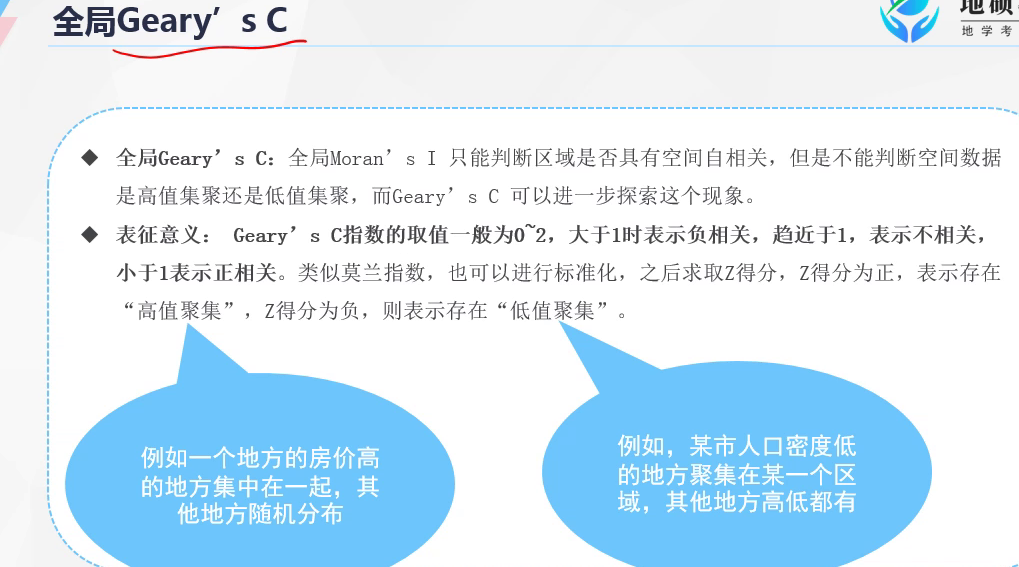 全局Geary’s C
地学考
◆ 全局Geary’s C：全局Moran’s I 只能判断区域是否具有空间自相关，但是不能判断空间数据
是高值集聚还是低值集聚，而Geary’s C 可以进一步探索这个现象。
◆ 表征意义： Geary’s C指数的取值一般为0~2，大于1时表示负相关，趋近于1，表示不相关，
小于1表示正相关。类似莫兰指数，也可以进行标准化，之后求取Z得分，Z得分为正，表示存在
“高值聚集”，Z得分为负，则表示存在“低值聚集”。
例如一个地方的房价高
的地方集中在一起，其
他地方随机分布
例如，某市人口密度低
的地方聚集在某一个区
域，其他地方高低都有